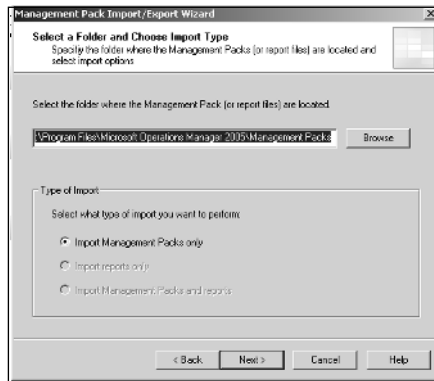 Management Pack Import/Export Wizard
Select a Folder and Choose Import Type
Specify the folder where the Management Packs (or report files) are located and
select import options
Select the folder where the Management Pack (or report files) are located.
\Program Files\Microsoft Operations Manager 2005\Management Packs
Browse
Type of Import
Select what type of import you want to perform:
Import Management Packs only
Import reports only
Import Management Packs and reports
< Back
Next >
Cancel
Help